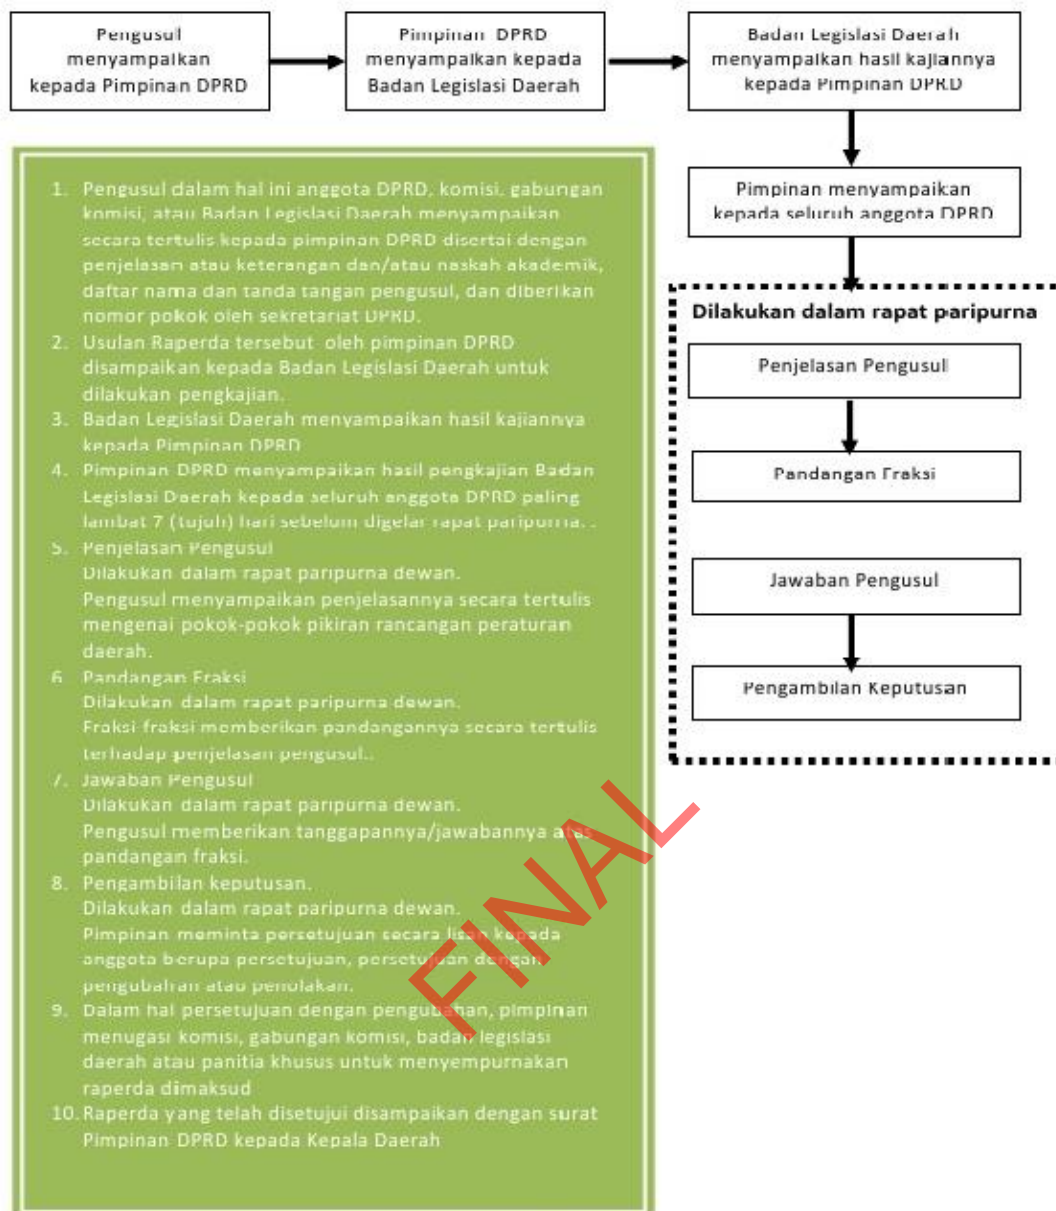 Pengusul
menyampaikan
kepada Pimpinan DPRD
Pimpinan DPRD
menyampaikan kepada
Badan Legislasi Daerah
Badan Legislasi Daerah
menyampaikan hasil kajiannya
kepada Pimpinan DPRD
Pimpinan menyampaikan
kepada seluruh anggota DPRD
Dilakukan dalam rapat paripurna
Penjelasan Pengusul
Pandangan Fraksi
Jawaban Pengusul
Pengambilan Keputusan
1. Pengusul dalam hal ini anggota DPRD, komisi, gabungan
komisi, atau Badan Legislasi Daerah menyampaikan
secara tertulis kepada pimpinan DPRD disertai dengan
penjelasan atau keterangan dan/atau naskah akademik,
daftar nama dan tanda tangan pengusul, dan diberikan
nomor pokok oleh sekretariat DPRD.
2. Usulan Raperda tersebut oleh pimpinan DPRD
disampaikan kepada Badan Legislasi Daerah untuk
dilakukan pengkajian.
3. Badan Legislasi Daerah menyampaikan hasil kajiannya
kepada Pimpinan DPRD
4. Pimpinan DPRD menyampaikan hasil pengkajian Badan
Legislasi Daerah kepada seluruh anggota DPRD paling
lambat 7 (tujuh) hari sebelum digelar rapat paripurna. .
5. Penjelasan Pengusul
Dilakukan dalam rapat paripurna dewan.
Pengusul menyampaikan penjelasannya secara tertulis
mengenai pokok-pokok pikiran rancangan peraturan
daerah.
6. Pandangan Fraksi
Dilakukan dalam rapat paripurna dewan.
Fraksi fraksi memberikan pandangannya secara tertulis
terhadap penjelasan pengusul..
7. Jawaban Pengusul
Dilakukan dalam rapat paripurna dewan.
Pengusul memberikan tanggapannya/jawabannya atas
pandangan fraksi.
8. Pengambilan keputusan.
Dilakukan dalam rapat paripurna dewan.
Pimpinan meminta persetujuan secara lisan kepada
anggota berupa persetujuan, persetujuan dengan
pengubahan atau penolakan.
9. Dalam hal persetujuan dengan pengubahan, pimpinan
menugasi komisi, gabungan komisi, badan legislasi
daerah atau panitia khusus untuk menyempurnakan
raperda dimaksud
10. Raperda yang telah disetujui disampaikan dengan surat
Pimpinan DPRD kepada Kepala Daerah
FINAL